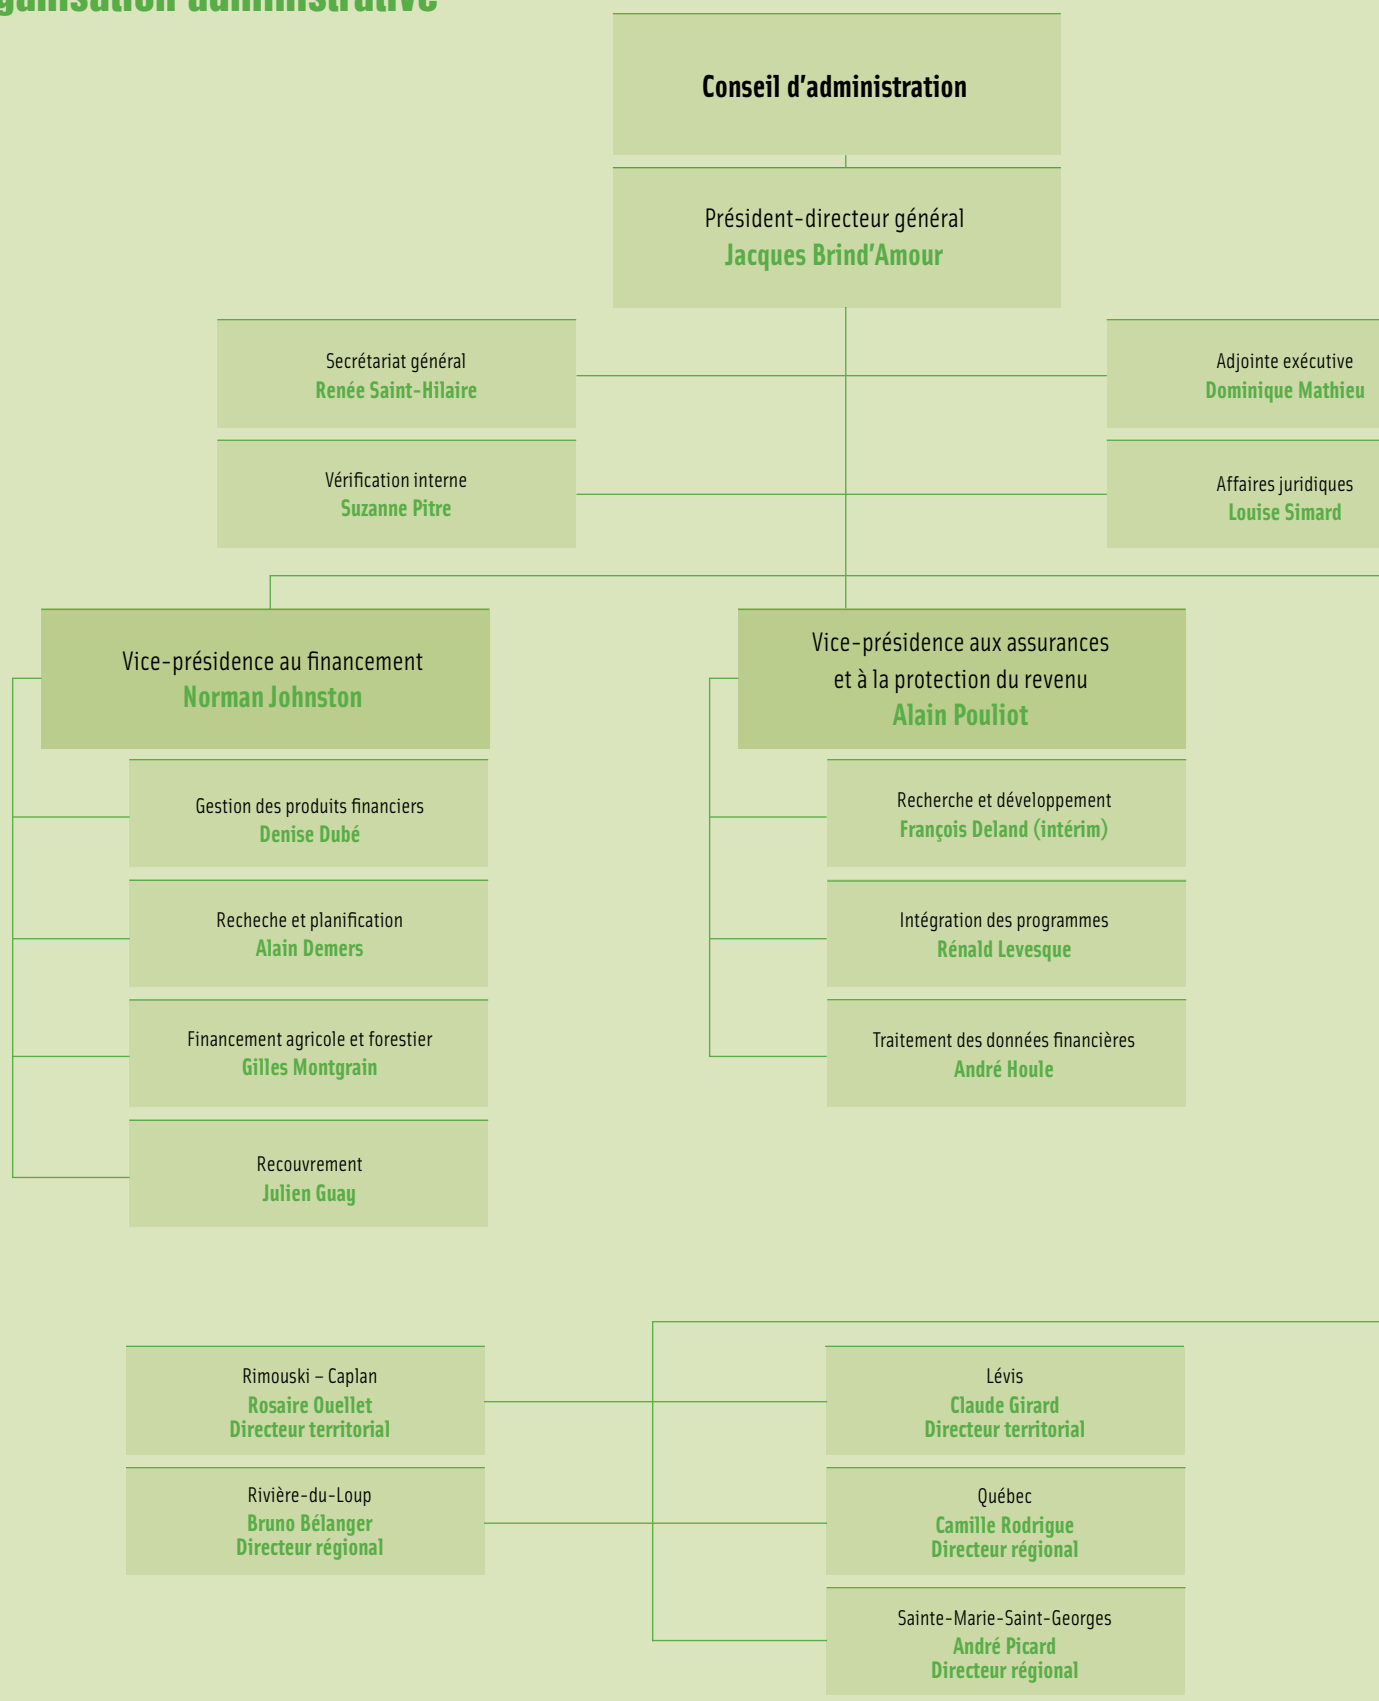 ganisation administrative
Conseil d’administration
Président-directeur général
Jacques Brind’Amour
Secrétariat général
Renée Saint-Hilaire
Adjointe exécutive
Dominique Mathieu
Vérification interne
Suzanne Pitre
Affaires juridiques
Louise Simard
Vice-présidence au financement
Norman Johnston
Vice-présidence aux assurances
et à la protection du revenu
Alain Pouliot
Gestion des produits financiers
Denise Dubé
Recheche et planification
Alain Demers
Financement agricole et forestier
Gilles Montgrain
Recouvrement
Julien Guay
Recherche et développement
François Deland (intérim)
Intégration des programmes
Rénald Levesque
Traitement des données financières
André Houle
Rimouski – Caplan
Rosaire Ouellet
Directeur territorial
Rivière-du-Loup
Bruno Bélanger
Directeur régional
Lévis
Claude Girard
Directeur territorial
Québec
Camille Rodrigue
Directeur régional
Sainte-Marie-Saint-Georges
André Picard
Directeur régional